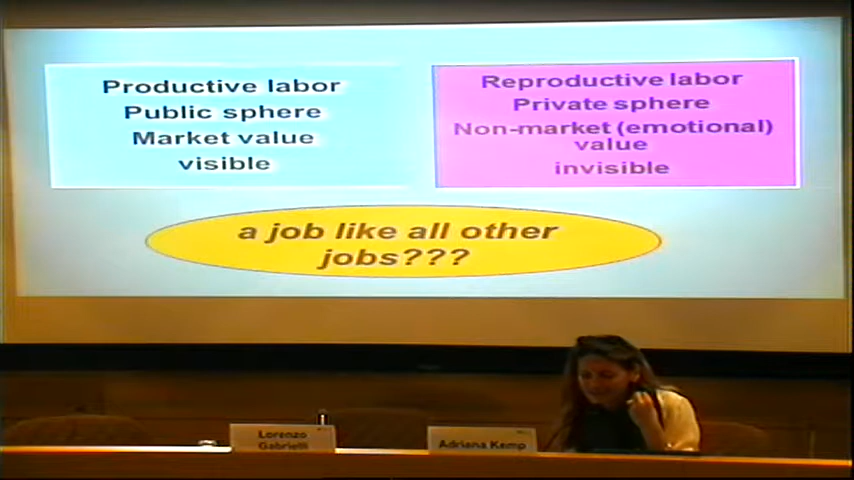 Productive labor
Public sphere
Market value
visible
Reproductive labor
Private sphere
Non-market (emotional)
value
invisible
a job like all other
jobs???
Lorenzo
Gabrielli
Adriana Kemp